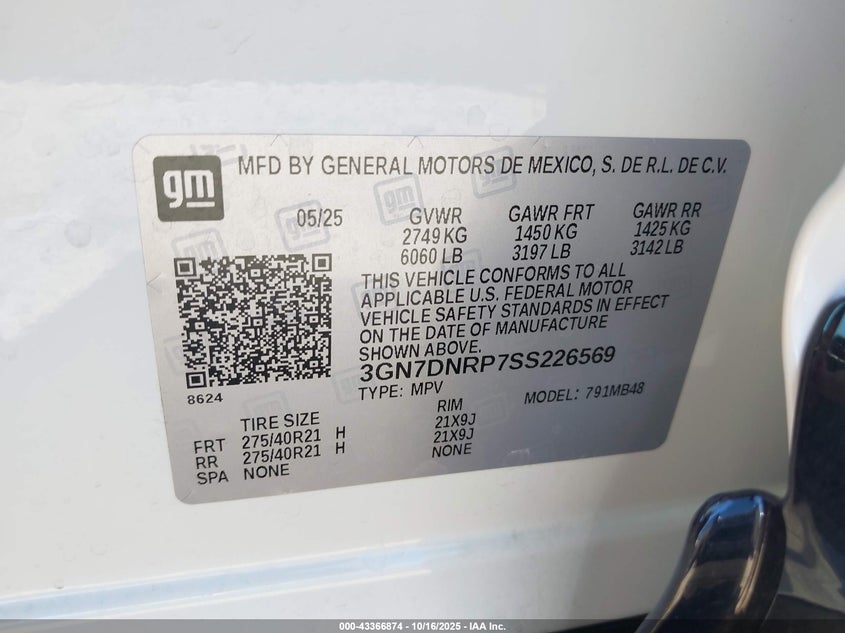 gm
MFD BY GENERAL MOTORS DE MEXICO, S. DE R.L. DE C.V.
05/25 GVWR GAWR FRT GAWR RR
2749 KG 1450 KG 1425 KG
6060 LB 3197 LB 3142 LB
THIS VEHICLE CONFORMS TO ALL
APPLICABLE U.S. FEDERAL MOTOR
VEHICLE SAFETY STANDARDS IN EFFECT
ON THE DATE OF MANUFACTURE
SHOWN ABOVE
3GN7DNRP7SS226569
8624
TYPE: MPV MODEL: 791MB48
TIRE SIZE RIM
FRT 275/40R21 H 21X9J
RR 275/40R21 H 21X9J
SPA NONE NONE
000-43366874 | 10/16/2025 - IAA Inc.